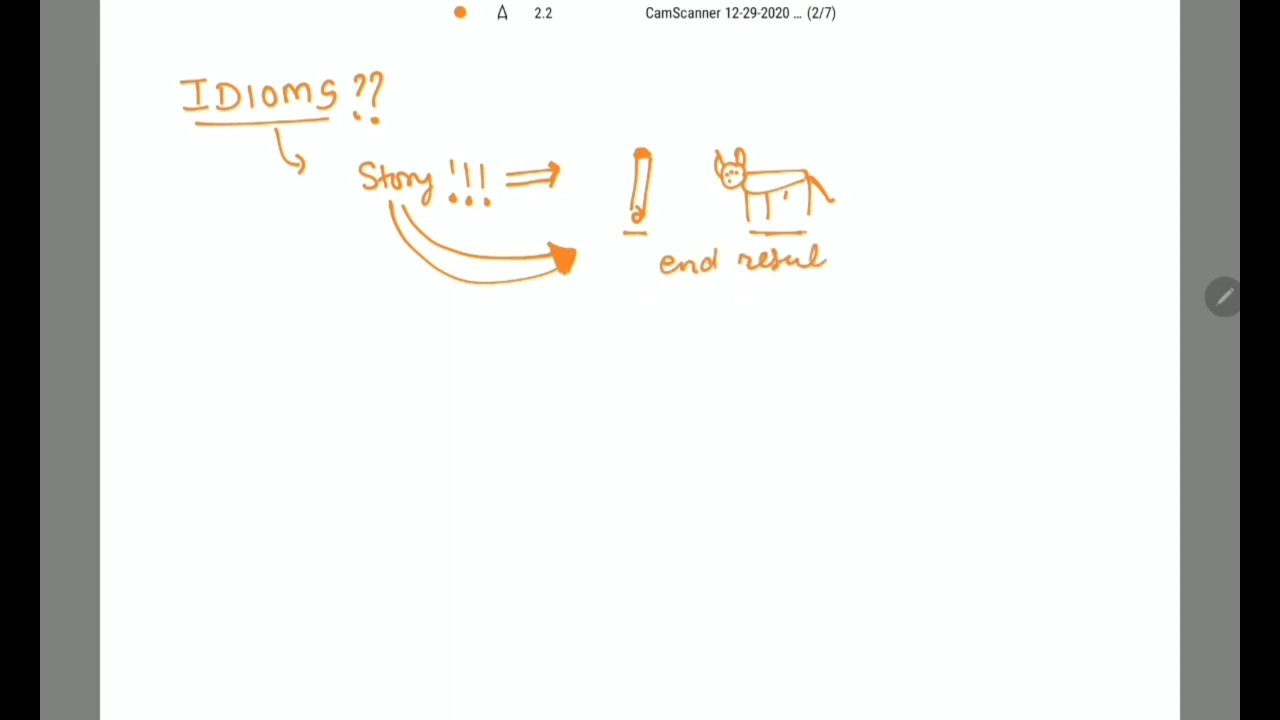 A 2.2 CamScanner 12-29-2020 ... (2/7)
IDIOMS ??
Story !!!
end resul